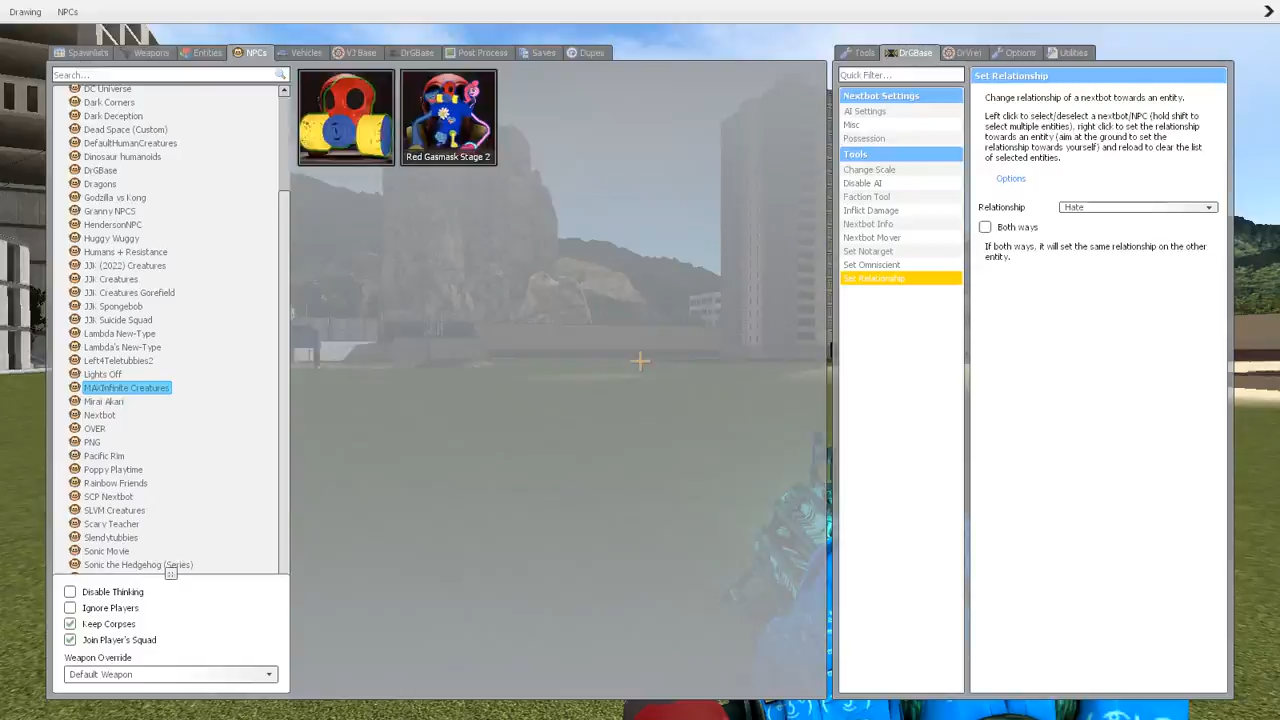 Drawing NPCs
Spawnlists Weapons Entities NPCs Vehicles VJ Base DrGBase Post Process Saves Dupes
Search...
DC Universe
Dark Corners
Dark Deception
Dead Space (Custom)
DefaultHumanCreatures
Dinosaur humanoids
DrGBase
Dragons
Godzilla vs Kong
Granny NPCS
HendersonNPC
Huggy Wuggy
Humans + Resistance
JJK (2022) Creatures
JJK Creatures
JJK Creatures Gorefield
JJK Spongebob
JJK Suicide Squad
Lambda New-Type
Lambda's New-Type
Left4Teletubbies2
Lights Off
MAXInfinite Creatures
Mirai Akari
Nextbot
OVER
PNG
Pacific Rim
Poppy Playtime
Rainbow Friends
SCP Nextbot
SLVM Creatures
Scary Teacher
Slendytubbies
Sonic Movie
Sonic the Hedgehog (Series)
Disable Thinking
Ignore Players
Keep Corpses
Join Player's Squad
Weapon Override
Default Weapon
Red Gasmask Stage 2
Tools DrGBase DrVrej Options Utilities
Quick Filter...
Nextbot Settings
AI Settings
Misc
Possession
Tools
Change Scale
Disable AI
Faction Tool
Inflict Damage
Nextbot Info
Nextbot Mover
Set Notarget
Set Omniscient
Set Relationship
Set Relationship
Change relationship of a nextbot towards an entity.
Left click to select/deselect a nextbot/NPC (hold shift to
select multiple entities), right click to set the relationship
towards an entity (aim at the ground to set the
relationship towards yourself) and reload to clear the list
of selected entities.
Options
Relationship Hate
Both ways
If both ways, it will set the same relationship on the other
entity.